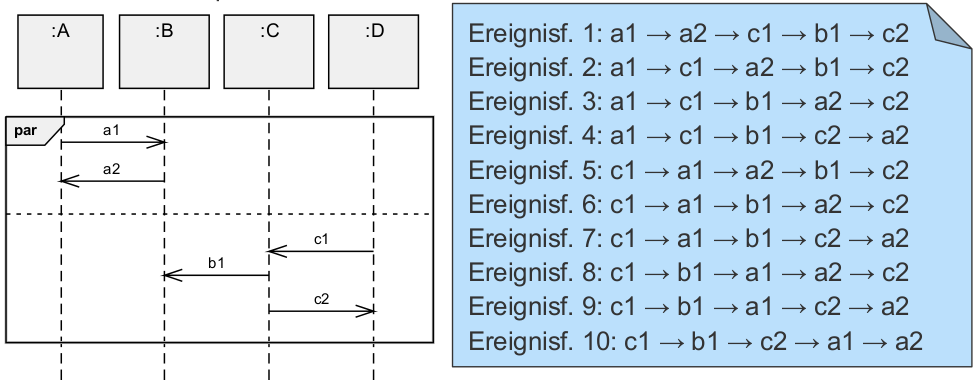 :A :B :C :D
par
a1
a2
c1
b1
c2
Ereignisf. 1: a1 → a2 → c1 → b1 → c2
Ereignisf. 2: a1 → c1 → a2 → b1 → c2
Ereignisf. 3: a1 → c1 → b1 → a2 → c2
Ereignisf. 4: a1 → c1 → b1 → c2 → a2
Ereignisf. 5: c1 → a1 → a2 → b1 → c2
Ereignisf. 6: c1 → a1 → b1 → a2 → c2
Ereignisf. 7: c1 → a1 → b1 → c2 → a2
Ereignisf. 8: c1 → b1 → a1 → a2 → c2
Ereignisf. 9: c1 → b1 → a1 → c2 → a2
Ereignisf. 10: c1 → b1 → c2 → a1 → a2